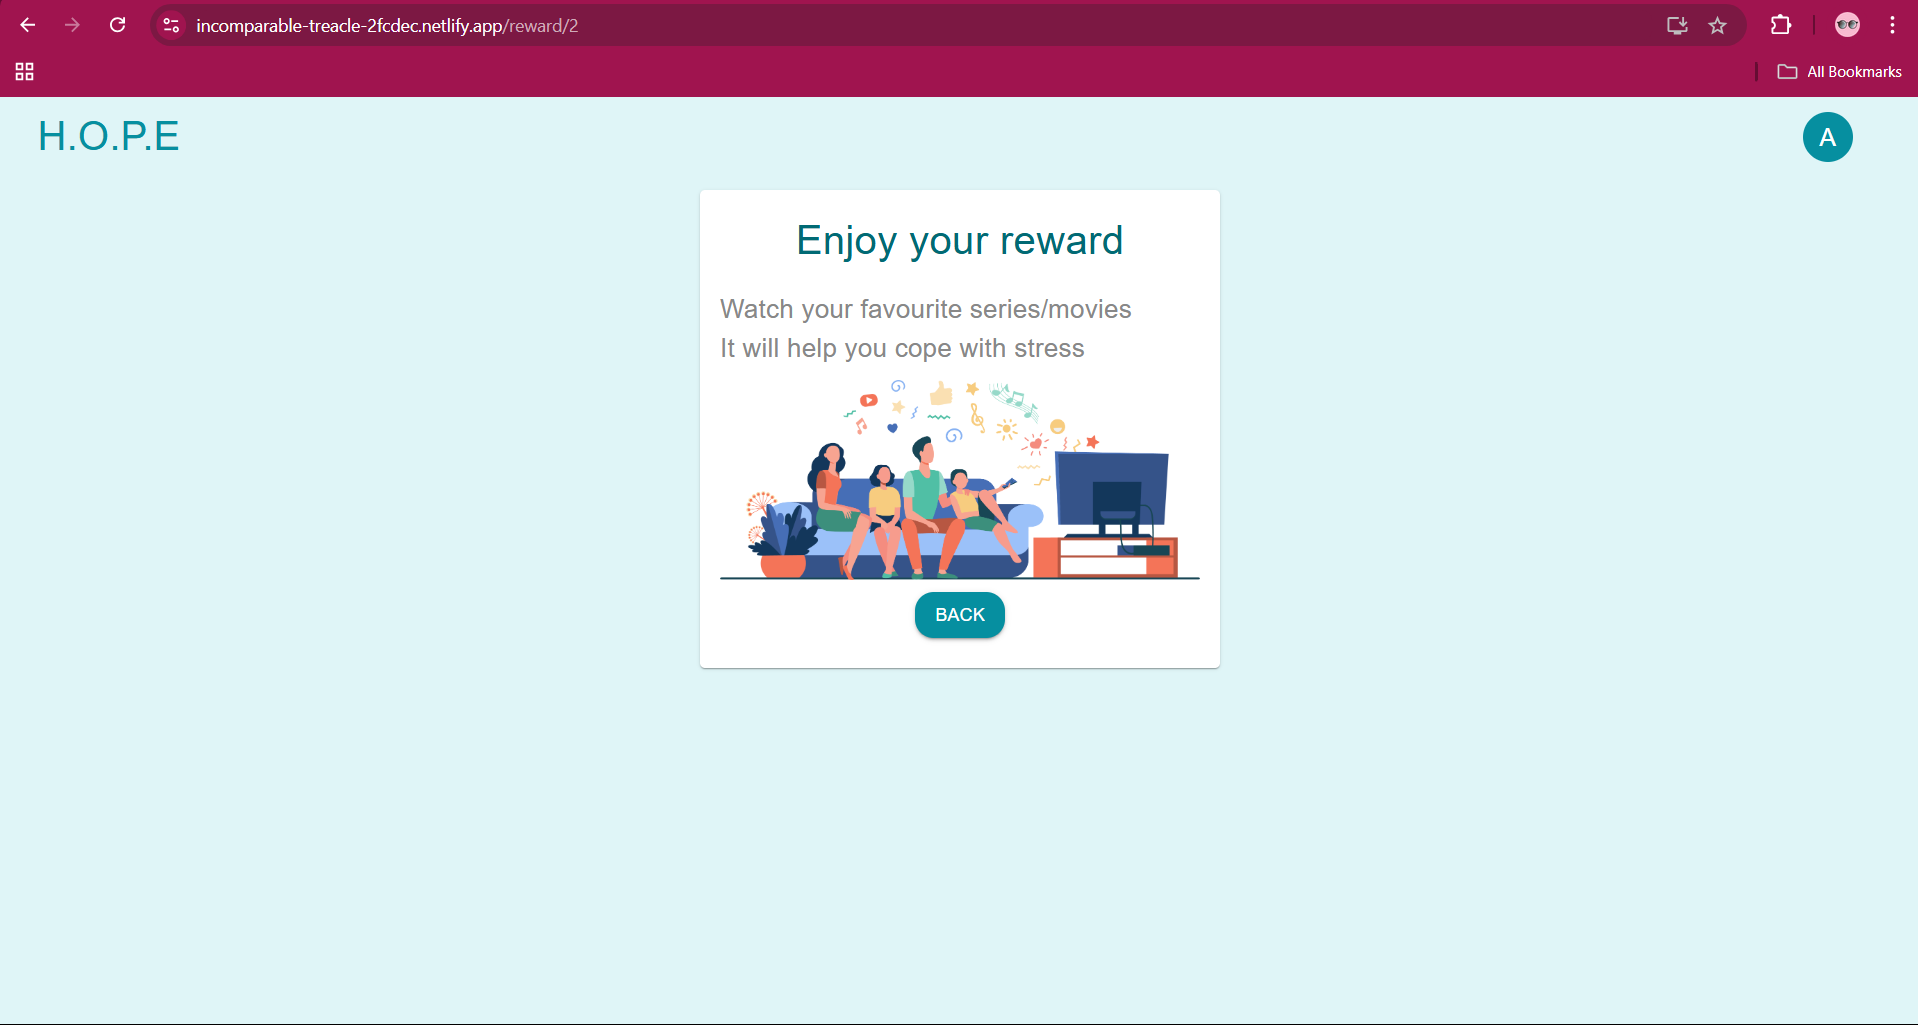 incomparable-treacle-2fcdec.netlify.app/reward/2
All Bookmarks
H.O.P.E
A
Enjoy your reward
Watch your favourite series/movies
It will help you cope with stress
BACK